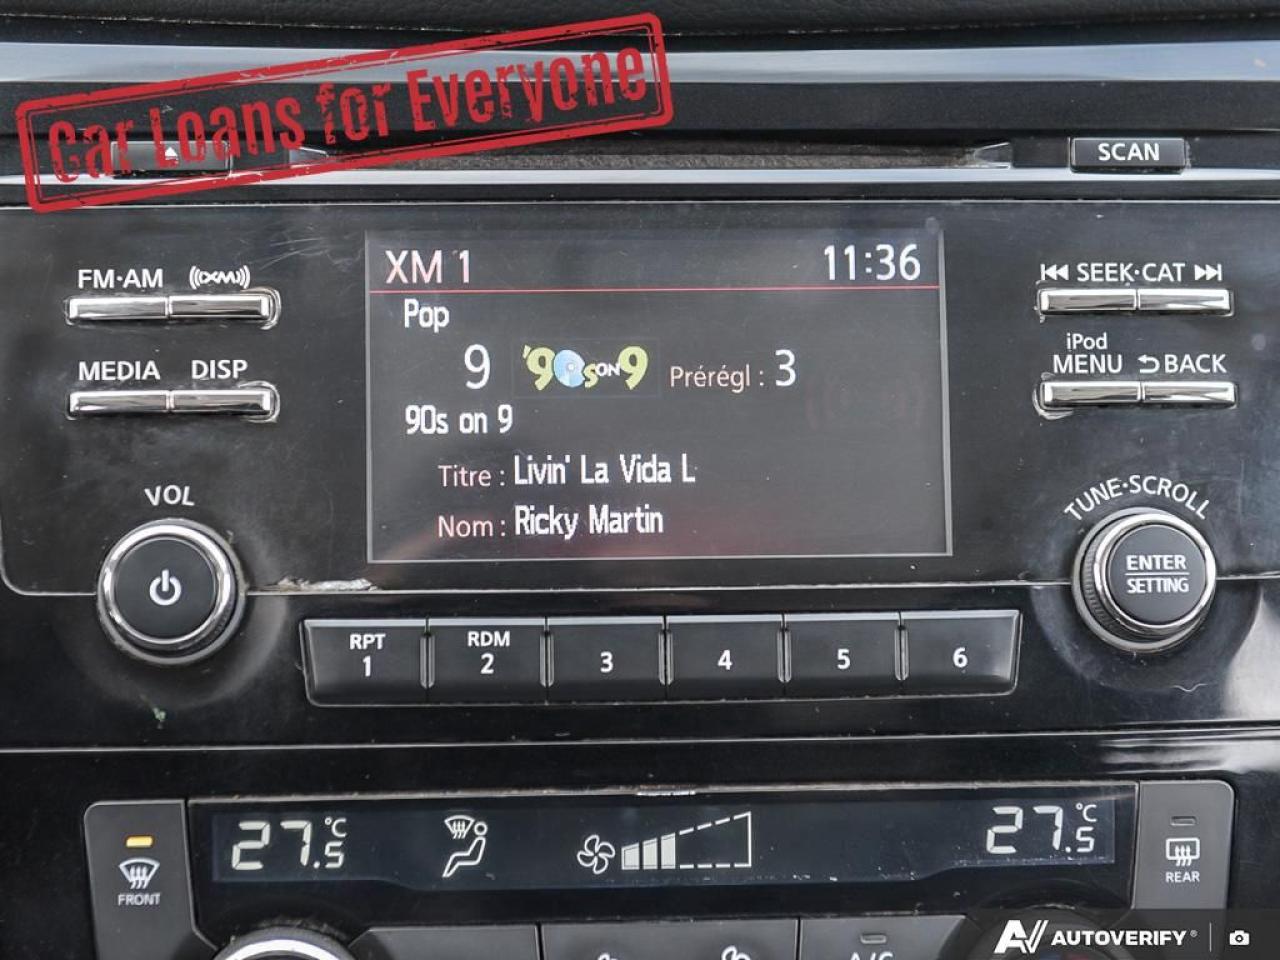 Car Loans for Everyone
SCAN
FM·AM ((XM))
MEDIA DISP
VOL
XM 1 11:36
Pop
9 '90s ON 9 Prérégl : 3
90s on 9
Titre : Livin' La Vida L
Nom : Ricky Martin
SEEK·CAT
iPod
MENU BACK
TUNE·SCROLL
ENTER
SETTING
RPT
1
RDM
2
3
4
5
6
27.5°C
27.5°C
FRONT
REAR
A/C
AV AUTOVERIFY®